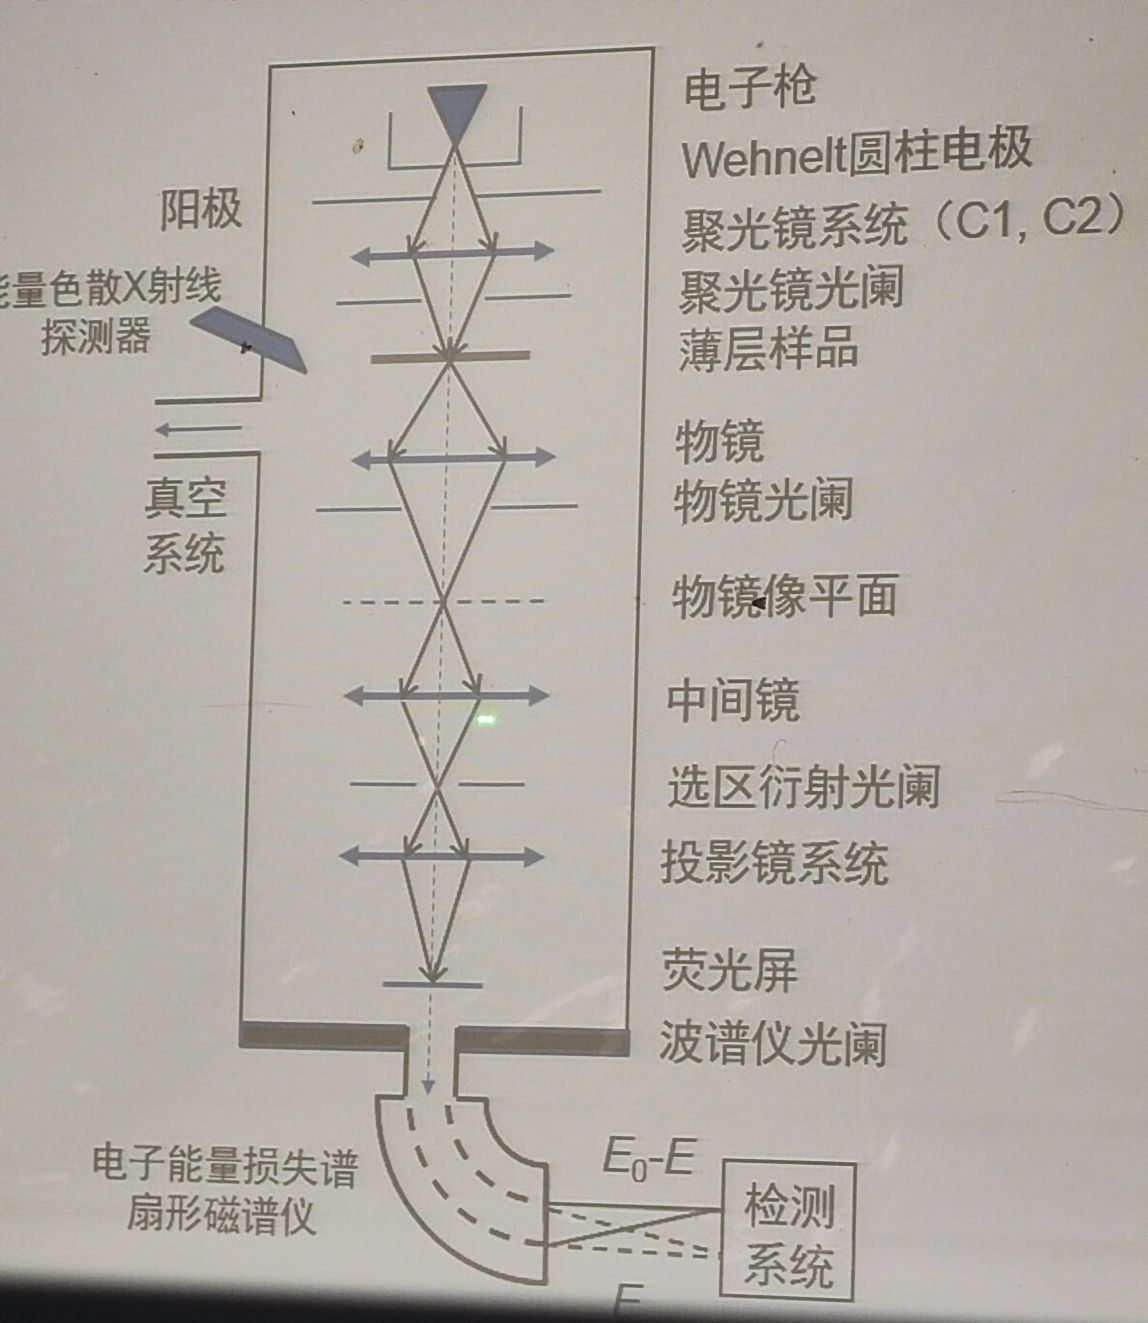 电子枪
Wehnelt圆柱电极
阳极
聚光镜系统（C1, C2）
能量色散X射线
探测器
聚光镜光阑
薄层样品
物镜
物镜光阑
真空
系统
物镜像平面
中间镜
选区衍射光阑
投影镜系统
荧光屏
波谱仪光阑
电子能量损失谱
扇形磁谱仪
E₀-E
检测
系统